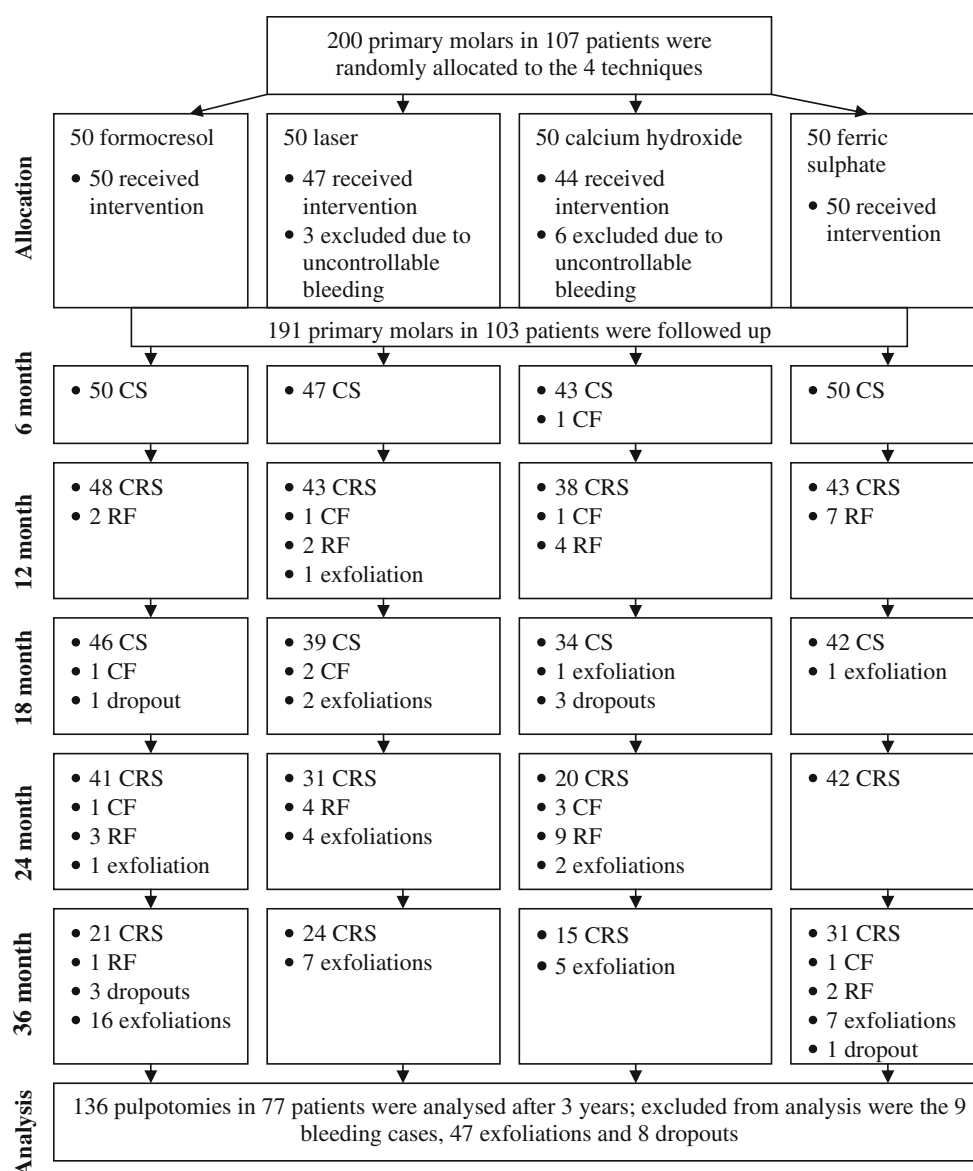 200 primary molars in 107 patients were
randomly allocated to the 4 techniques
Allocation
50 formocresol
• 50 received
intervention
50 laser
• 47 received
intervention
• 3 excluded due to
uncontrollable
bleeding
50 calcium hydroxide
• 44 received
intervention
• 6 excluded due to
uncontrollable
bleeding
50 ferric
sulphate
• 50 received
intervention
191 primary molars in 103 patients were followed up
6 month
• 50 CS
• 47 CS
• 43 CS
• 1 CF
• 50 CS
12 month
• 48 CRS
• 2 RF
• 43 CRS
• 1 CF
• 2 RF
• 1 exfoliation
• 38 CRS
• 1 CF
• 4 RF
• 43 CRS
• 7 RF
18 month
• 46 CS
• 1 CF
• 1 dropout
• 39 CS
• 2 CF
• 2 exfoliations
• 34 CS
• 1 exfoliation
• 3 dropouts
• 42 CS
• 1 exfoliation
24 month
• 41 CRS
• 1 CF
• 3 RF
• 1 exfoliation
• 31 CRS
• 4 RF
• 4 exfoliations
• 20 CRS
• 3 CF
• 9 RF
• 2 exfoliations
• 42 CRS
36 month
• 21 CRS
• 1 RF
• 3 dropouts
• 16 exfoliations
• 24 CRS
• 7 exfoliations
• 15 CRS
• 5 exfoliation
• 31 CRS
• 1 CF
• 2 RF
• 7 exfoliations
• 1 dropout
Analysis
136 pulpotomies in 77 patients were analysed after 3 years; excluded from analysis were the 9
bleeding cases, 47 exfoliations and 8 dropouts